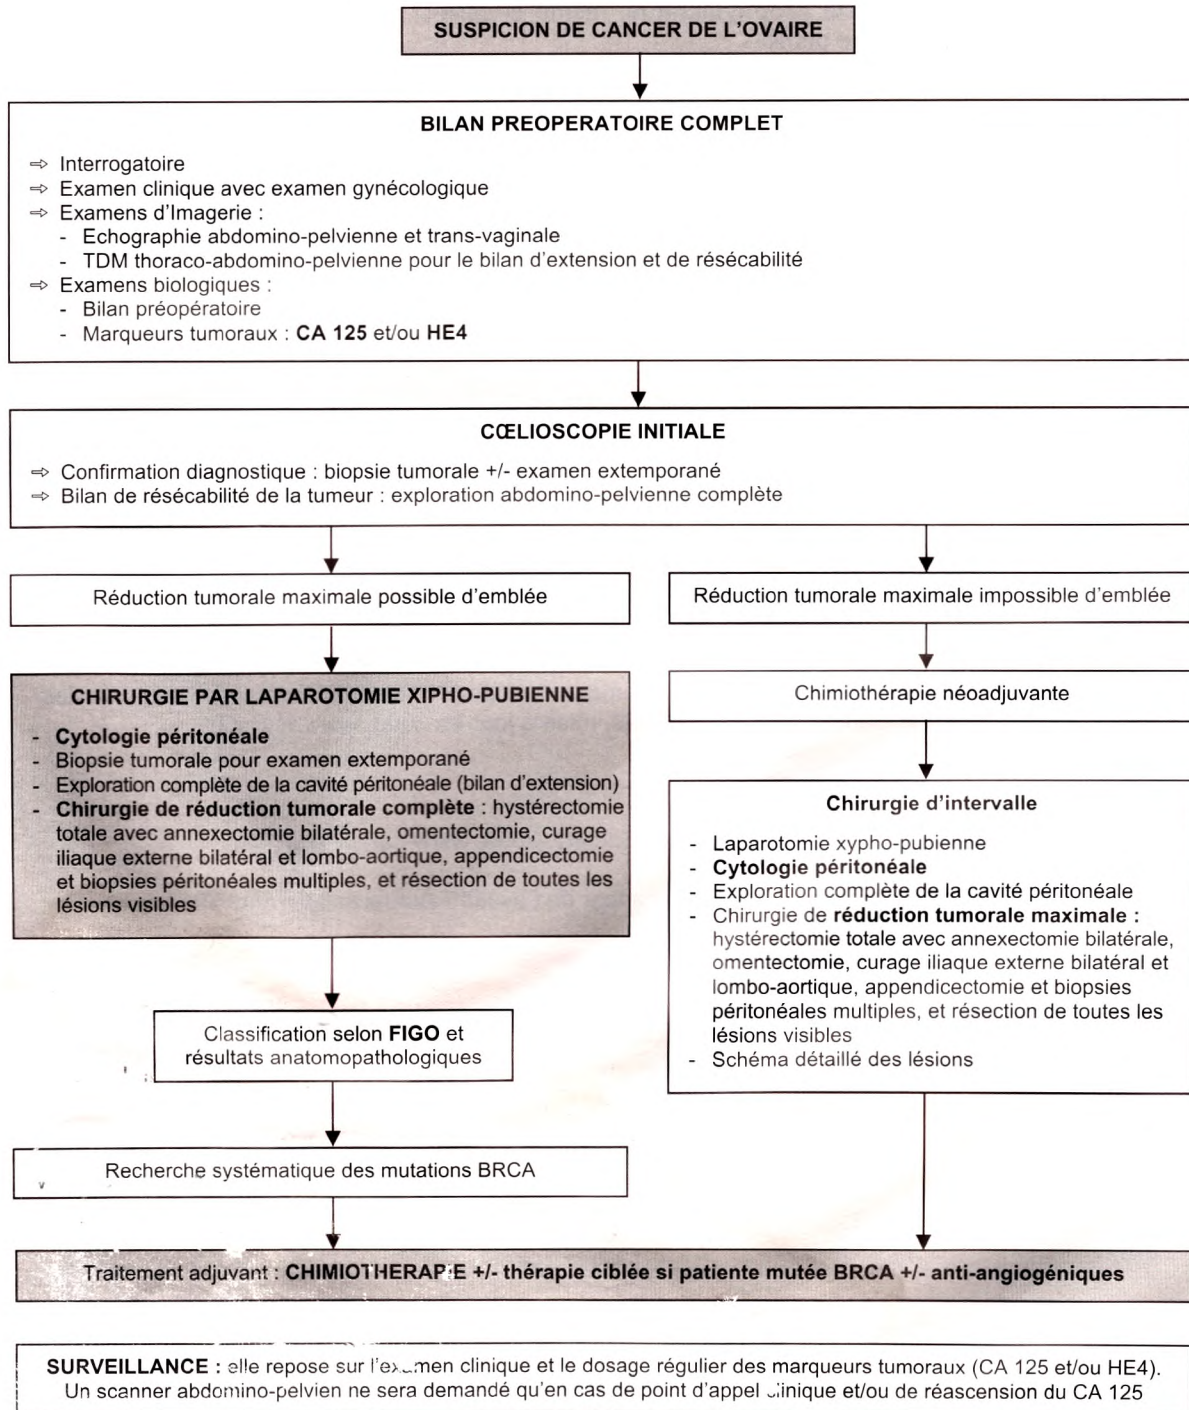 SUSPICION DE CANCER DE L'OVAIRE
BILAN PREOPERATOIRE COMPLET
⇨ Interrogatoire
⇨ Examen clinique avec examen gynécologique
⇨ Examens d'Imagerie :
- Echographie abdomino-pelvienne et trans-vaginale
- TDM thoraco-abdomino-pelvienne pour le bilan d'extension et de résécabilité
⇨ Examens biologiques :
- Bilan préopératoire
- Marqueurs tumoraux : CA 125 et/ou HE4
CŒLIOSCOPIE INITIALE
⇨ Confirmation diagnostique : biopsie tumorale +/- examen extemporané
⇨ Bilan de résécabilité de la tumeur : exploration abdomino-pelvienne complète
Réduction tumorale maximale possible d'emblée
CHIRURGIE PAR LAPAROTOMIE XIPHO-PUBIENNE
- Cytologie péritonéale
- Biopsie tumorale pour examen extemporané
- Exploration complète de la cavité péritonéale (bilan d'extension)
- Chirurgie de réduction tumorale complète : hystérectomie
totale avec annexectomie bilatérale, omentectomie, curage
iliaque externe bilatéral et lombo-aortique, appendicectomie
et biopsies péritonéales multiples, et résection de toutes les
lésions visibles
Classification selon FIGO et
résultats anatomopathologiques
Recherche systématique des mutations BRCA
Réduction tumorale maximale impossible d'emblée
Chimiothérapie néoadjuvante
Chirurgie d'intervalle
- Laparotomie xypho-pubienne
- Cytologie péritonéale
- Exploration complète de la cavité péritonéale
- Chirurgie de réduction tumorale maximale :
hystérectomie totale avec annexectomie bilatérale,
omentectomie, curage iliaque externe bilatéral et
lombo-aortique, appendicectomie et biopsies
péritonéales multiples, et résection de toutes les
lésions visibles
- Schéma détaillé des lésions
Traitement adjuvant : CHIMIOTHERAPIE +/- thérapie ciblée si patiente mutée BRCA +/- anti-angiogéniques
SURVEILLANCE : elle repose sur l'examen clinique et le dosage régulier des marqueurs tumoraux (CA 125 et/ou HE4).
Un scanner abdomino-pelvien ne sera demandé qu'en cas de point d'appel clinique et/ou de réascension du CA 125